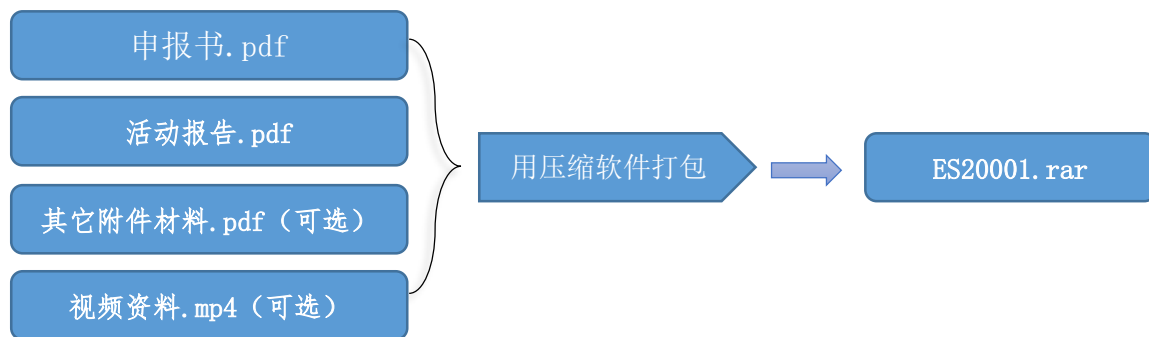 申报书.pdf
活动报告.pdf
其它附件材料.pdf（可选）
视频资料.mp4（可选）
用压缩软件打包
ES20001.rar